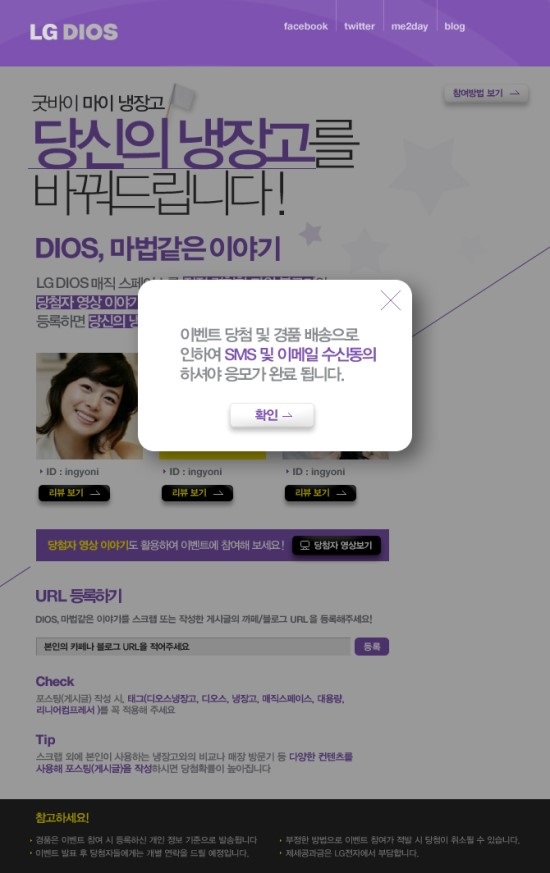 LG DIOS
facebook
twitter
me2day
blog
굿바이 마이 냉장고
참여방법 보기
당신의 냉장고를
바꿔드립니다!
DIOS, 마법같은 이야기
LG DIOS 매직 스페이스를
당첨자 영상 이야기
등록하면 당신의 냉
이벤트 당첨 및 경품 배송으로
인하여 SMS 및 이메일 수신동의
하셔야 응모가 완료 됩니다.
확인
ID : ingyoni
ID : ingyoni
ID : ingyoni
리뷰 보기
리뷰 보기
리뷰 보기
당첨자 영상 이야기도 활용하여 이벤트에 참여해 보세요!
당첨자 영상보기
URL 등록하기
DIOS, 마법같은 이야기를 스크랩 또는 작성한 게시글의 까페/블로그 URL 을 등록해주세요!
본인의 카페나 블로그 URL을 적어주세요
등록
Check
포스팅(게시글) 작성 시, 태그(디오스냉장고, 디오스, 냉장고, 매직스페이스, 대용량,
리니어컴프레서 )를 꼭 적용해 주세요
Tip
스크랩 외에 본인이 사용하는 냉장고와의 비교나 매장 방문기 등 다양한 컨텐츠를
사용해 포스팅(게시글)을 작성하시면 당첨확률이 높아집니다
참고하세요!
경품은 이벤트 참여 시 등록하신 개인 정보 기준으로 발송됩니다
이벤트 발표 후 당첨자들에게는 개별 연락을 드릴 예정입니다.
부정한 방법으로 이벤트 참여가 적발 시 당첨이 취소될 수 있습니다.
제세공과금은 LG전자에서 부담합니다.